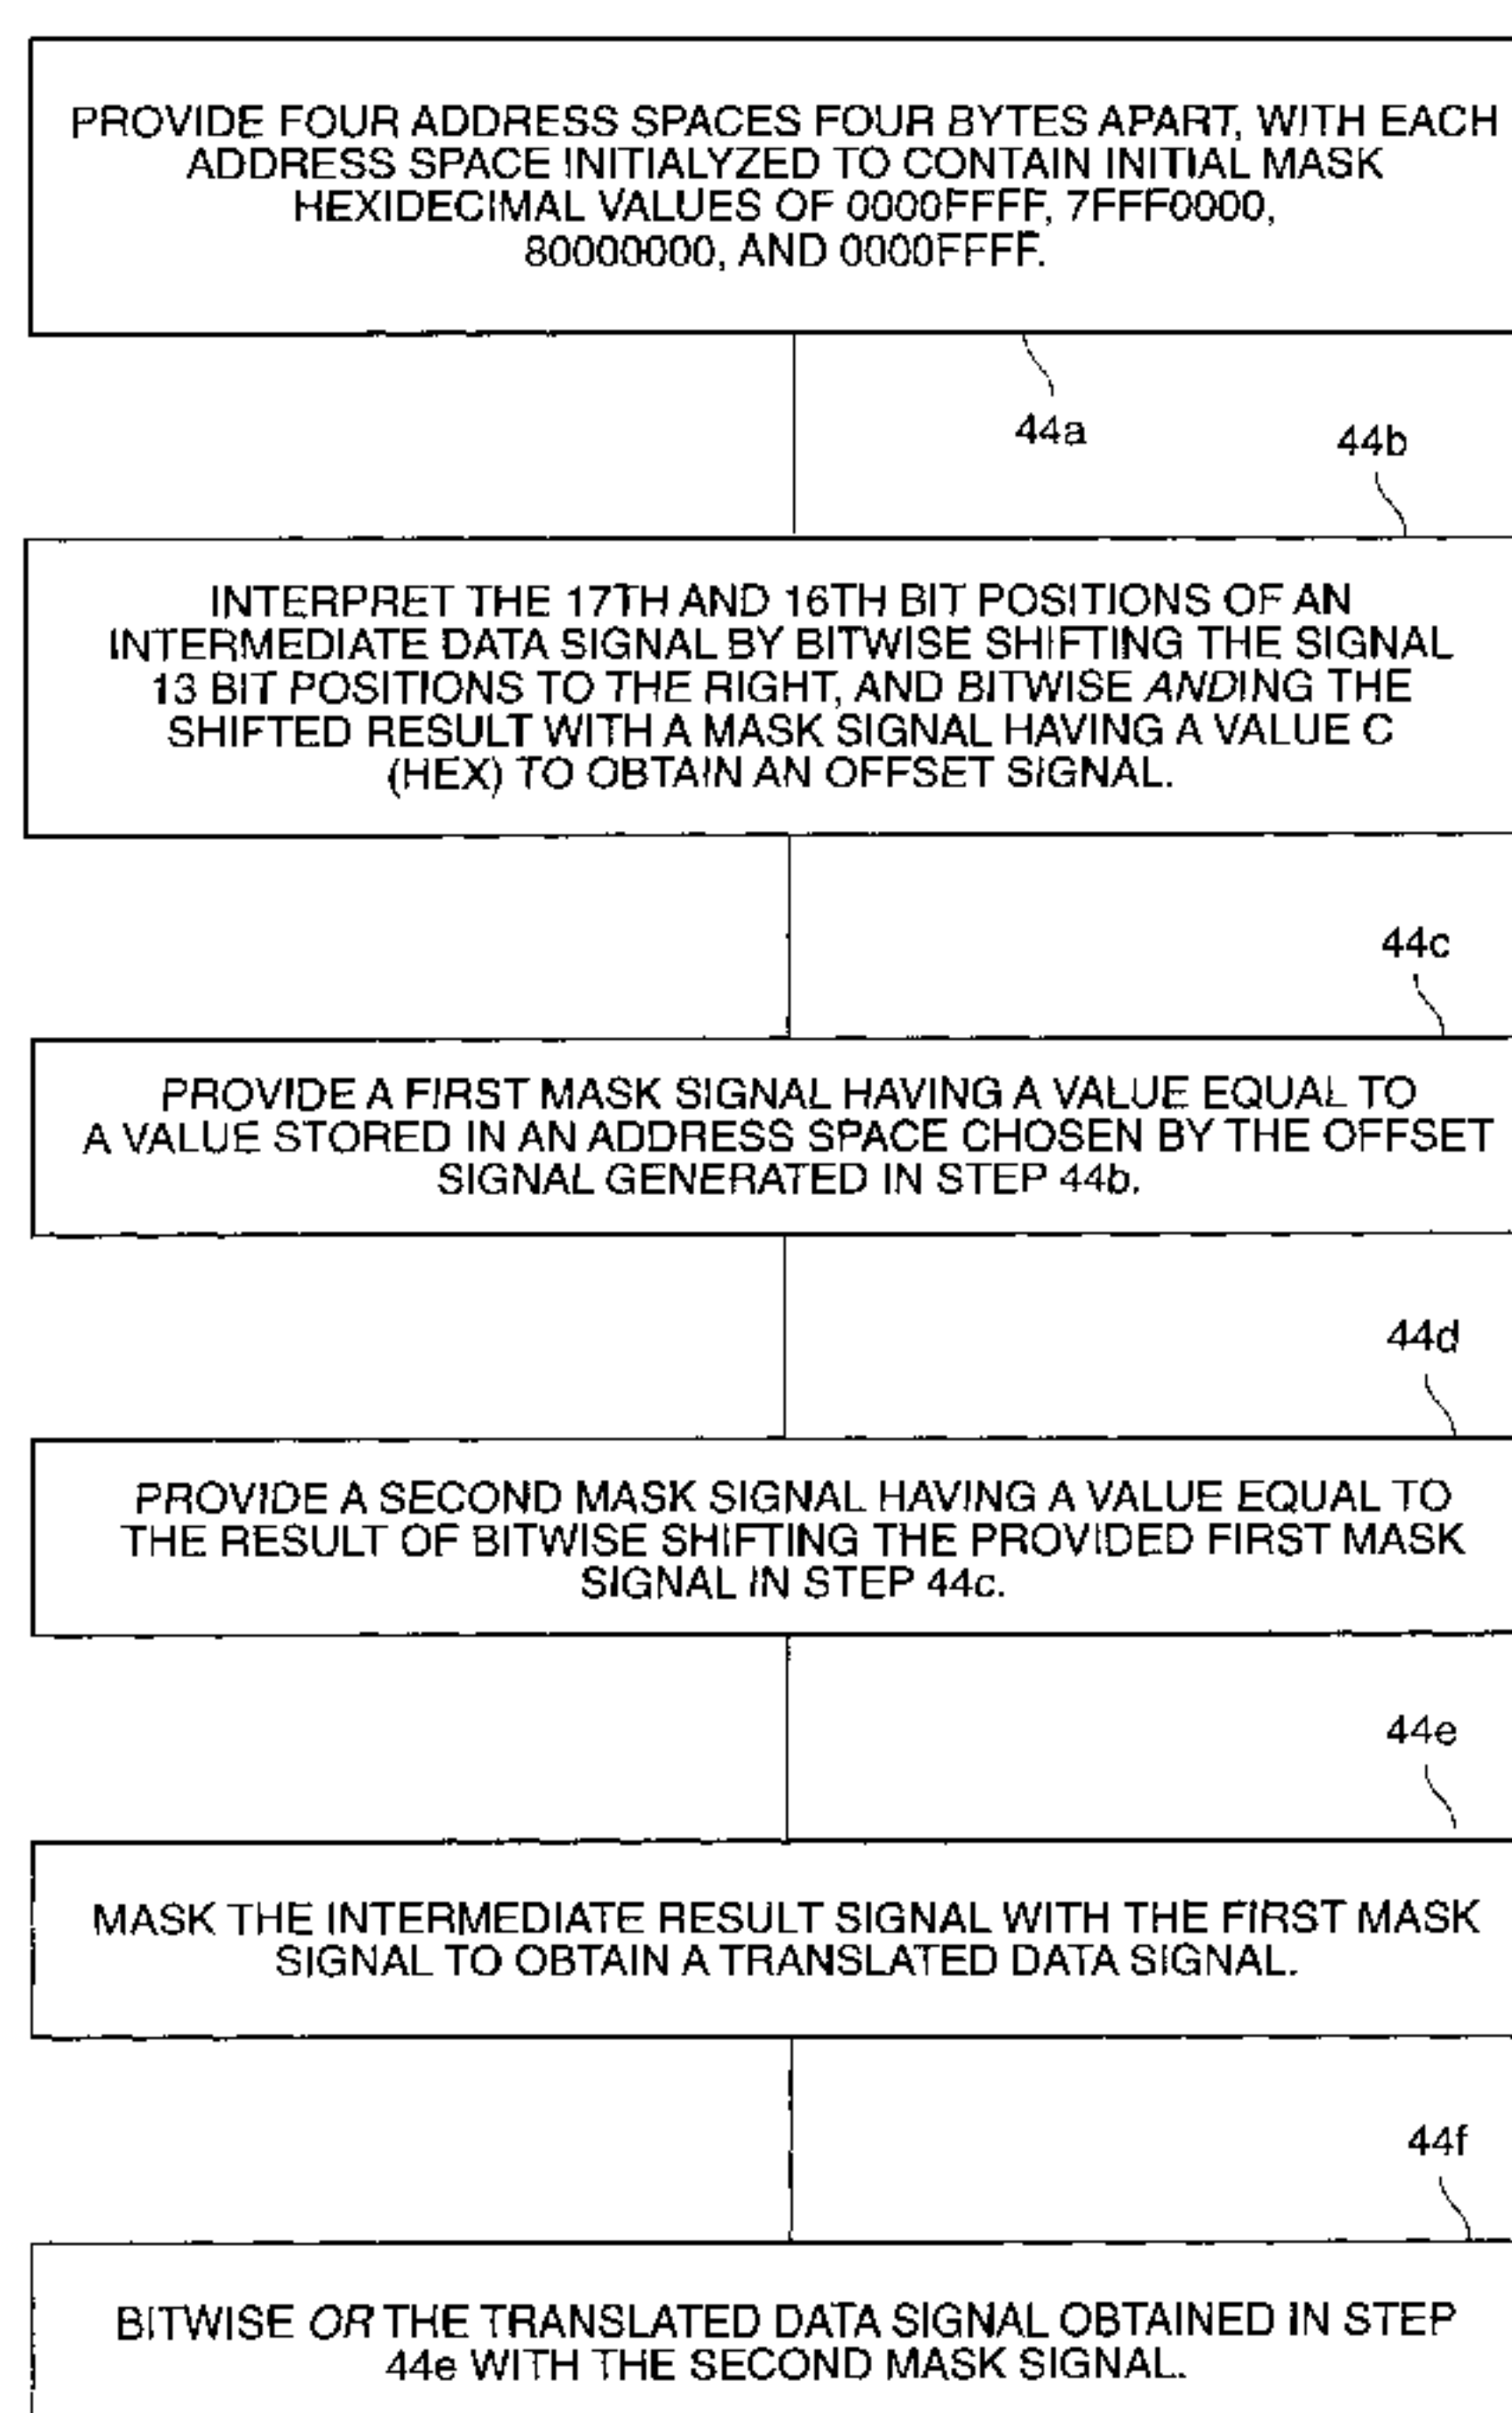 PROVIDE FOUR ADDRESS SPACES FOUR BYTES APART, WITH EACH
ADDRESS SPACE INITIALYZED TO CONTAIN INITIAL MASK
HEXIDECIMAL VALUES OF 0000FFFF, 7FFF0000,
80000000, AND 0000FFFF.
44a
44b
INTERPRET THE 17TH AND 16TH BIT POSITIONS OF AN
INTERMEDIATE DATA SIGNAL BY BITWISE SHIFTING THE SIGNAL
13 BIT POSITIONS TO THE RIGHT, AND BITWISE ANDING THE
SHIFTED RESULT WITH A MASK SIGNAL HAVING A VALUE C
(HEX) TO OBTAIN AN OFFSET SIGNAL.
44c
PROVIDE A FIRST MASK SIGNAL HAVING A VALUE EQUAL TO
A VALUE STORED IN AN ADDRESS SPACE CHOSEN BY THE OFFSET
SIGNAL GENERATED IN STEP 44b.
44d
PROVIDE A SECOND MASK SIGNAL HAVING A VALUE EQUAL TO
THE RESULT OF BITWISE SHIFTING THE PROVIDED FIRST MASK
SIGNAL IN STEP 44c.
44e
MASK THE INTERMEDIATE RESULT SIGNAL WITH THE FIRST MASK
SIGNAL TO OBTAIN A TRANSLATED DATA SIGNAL.
44f
BITWISE OR THE TRANSLATED DATA SIGNAL OBTAINED IN STEP
44e WITH THE SECOND MASK SIGNAL.